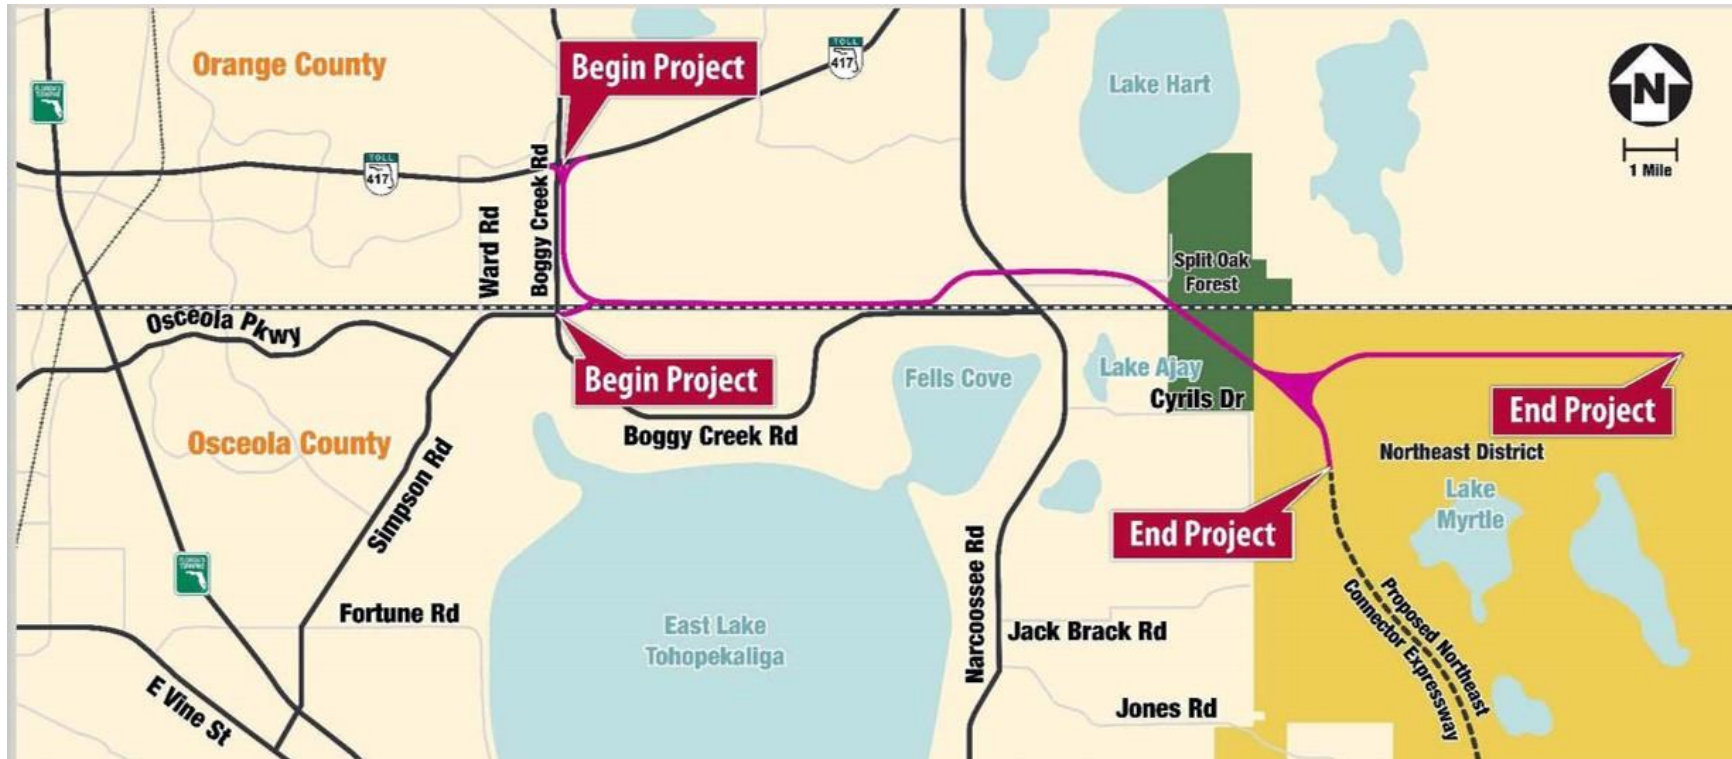 Orange County
Begin Project
TOLL
417
Lake Hart
N
1 Mile
TOLL
417
Ward Rd
Boggy Creek Rd
Split Oak
Forest
Osceola Pkwy
Begin Project
Fells Cove
Lake Ajay
Cyrils Dr
End Project
Osceola County
Boggy Creek Rd
Northeast District
Simpson Rd
Lake
Myrtle
End Project
Narcoossee Rd
Fortune Rd
East Lake
Tohopekaliga
Jack Brack Rd
Proposed Northeast
Connector Expressway
E Vine St
Jones Rd